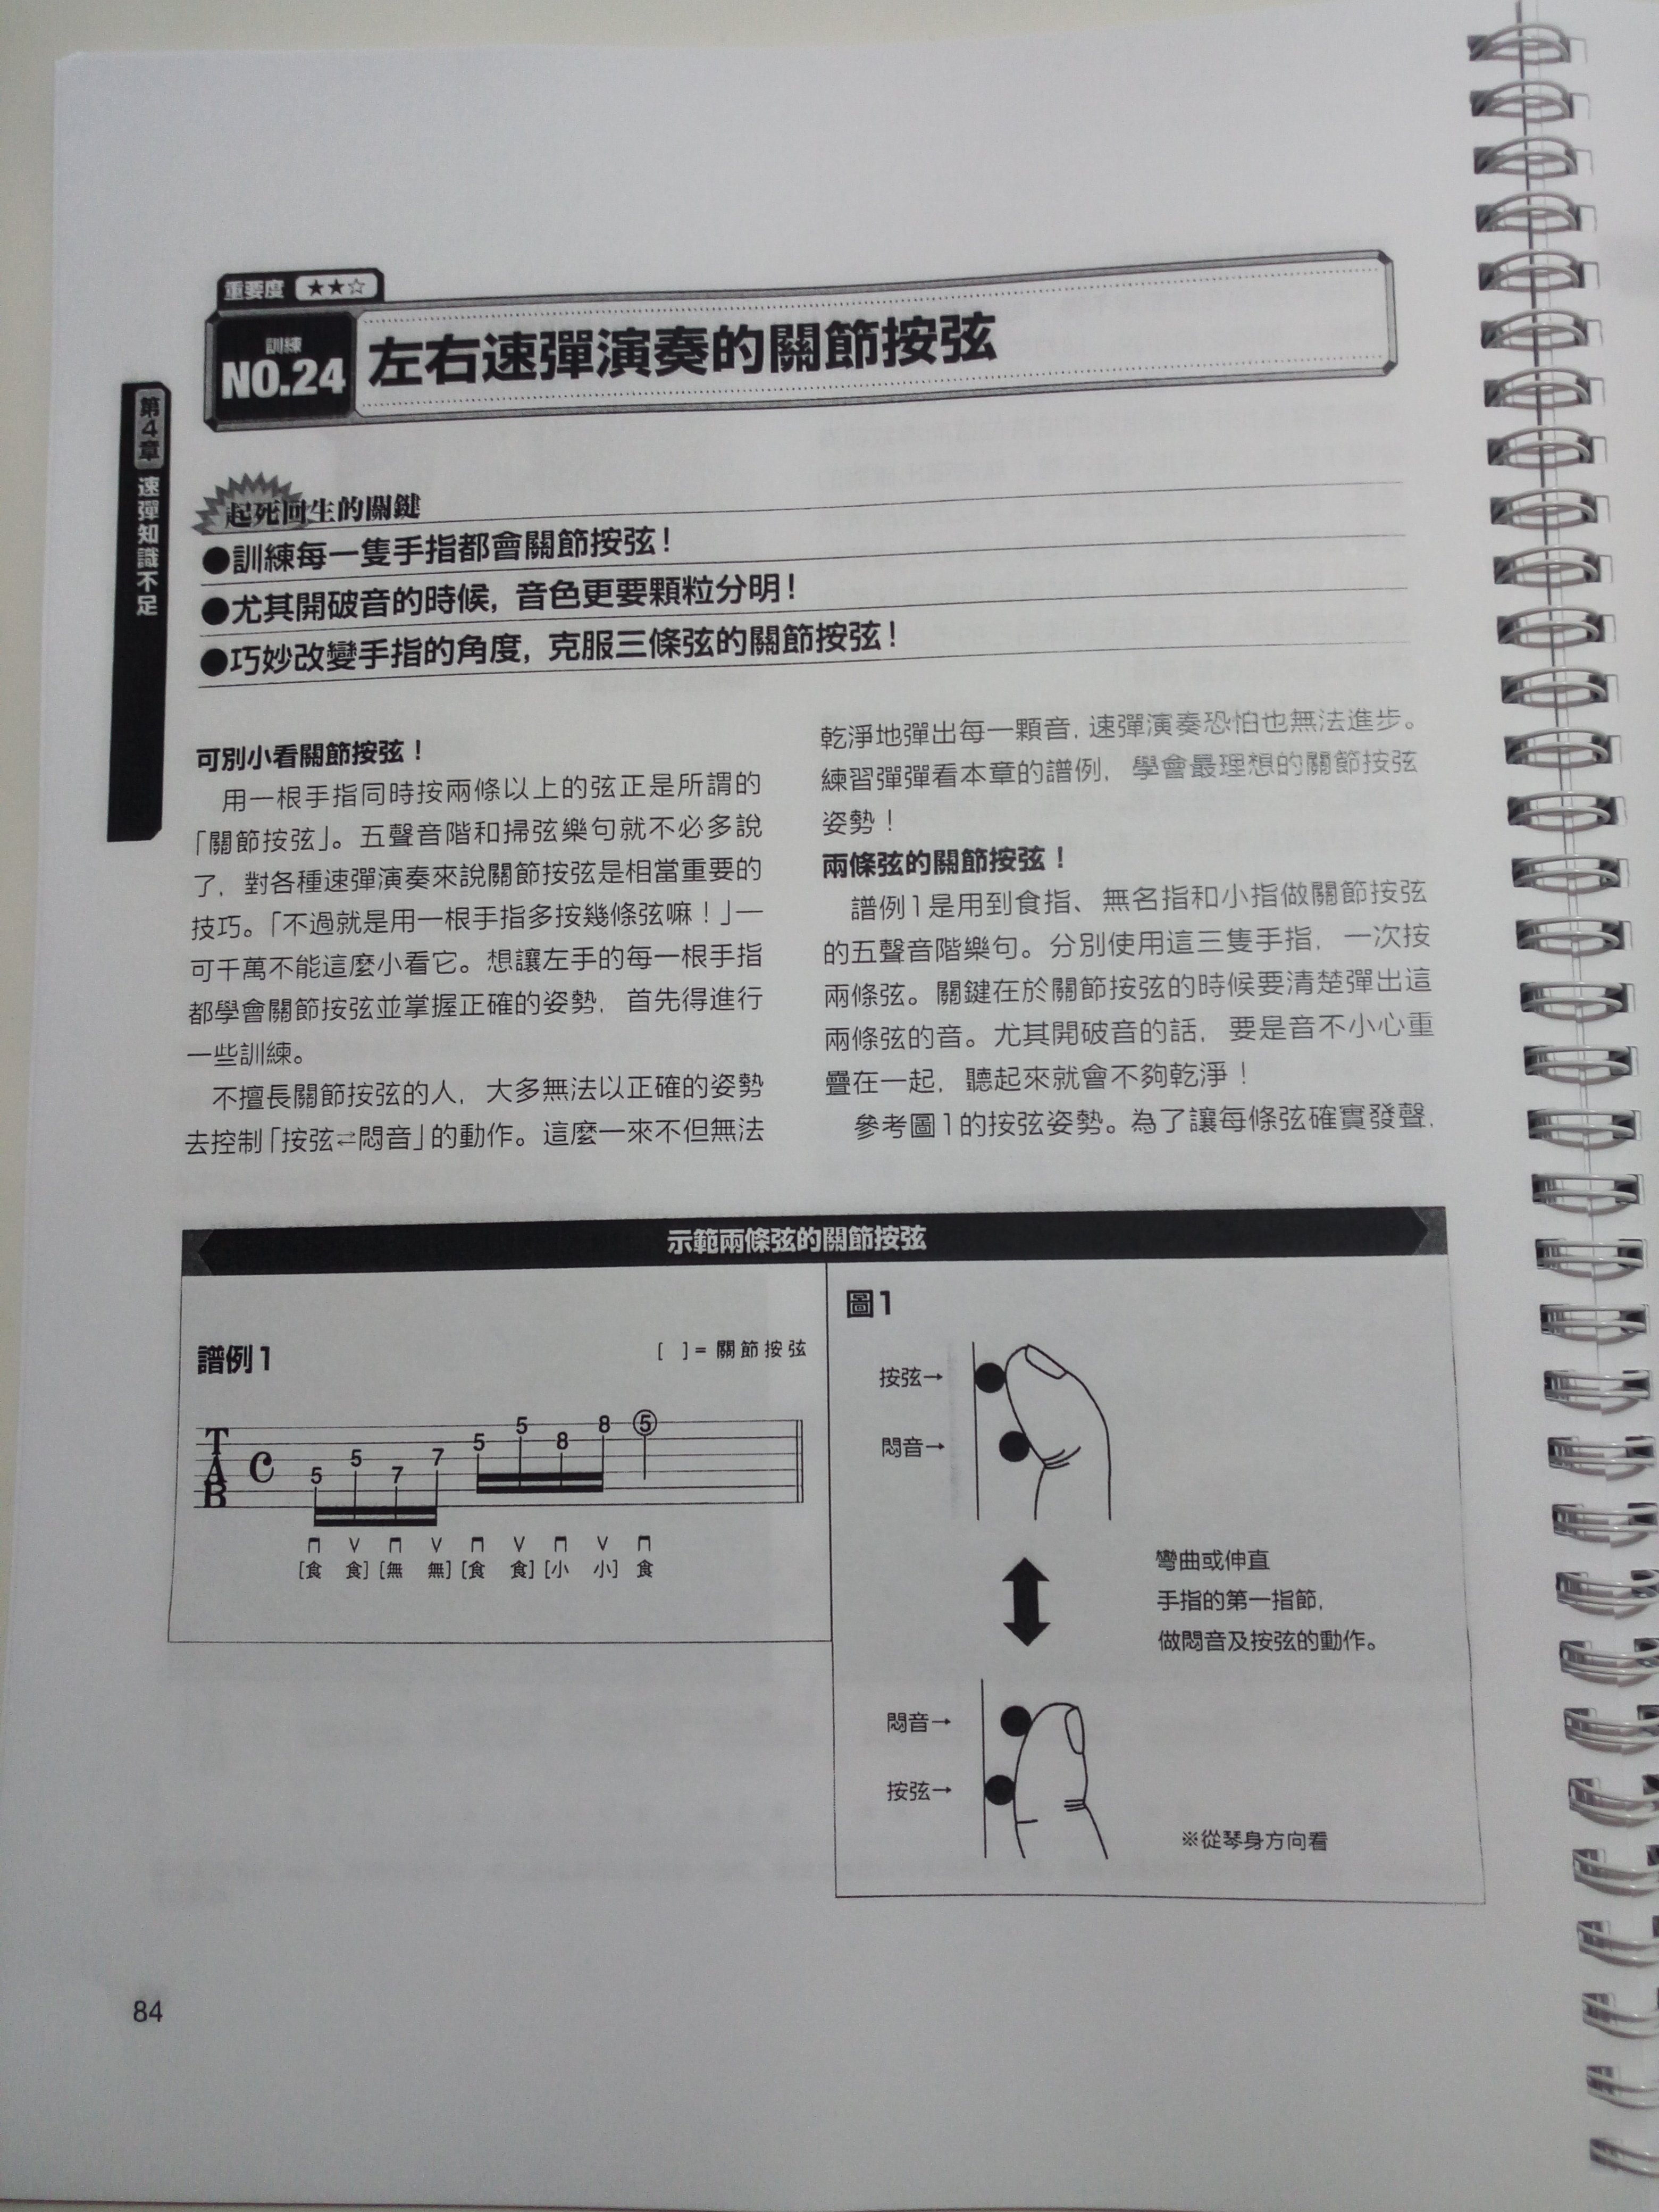 重要度 ★★☆
訓練
NO.24
左右速彈演奏的關節按弦
第4章 速彈知識不足
起死回生的關鍵
●訓練每一隻手指都會關節按弦！
●尤其開破音的時候，音色更要顆粒分明！
●巧妙改變手指的角度，克服三條弦的關節按弦！
可別小看關節按弦！
用一根手指同時按兩條以上的弦正是所謂的
「關節按弦」。五聲音階和掃弦樂句就不必多說
了，對各種速彈演奏來說關節按弦是相當重要的
技巧。「不過就是用一根手指多按幾條弦嘛！」—
可千萬不能這麼小看它。想讓左手的每一根手指
都學會關節按弦並掌握正確的姿勢，首先得進行
一些訓練。
不擅長關節按弦的人，大多無法以正確的姿勢
去控制「按弦⇄悶音」的動作。這麼一來不但無法
乾淨地彈出每一顆音，速彈演奏恐怕也無法進步。
練習彈彈看本章的譜例，學會最理想的關節按弦
姿勢！
兩條弦的關節按弦！
譜例1是用到食指、無名指和小指做關節按弦
的五聲音階樂句。分別使用這三隻手指，一次按
兩條弦。關鍵在於關節按弦的時候要清楚彈出這
兩條弦的音。尤其開破音的話，要是音不小心重
疊在一起，聽起來就會不夠乾淨！
參考圖1的按弦姿勢。為了讓每條弦確實發聲，
示範兩條弦的關節按弦
譜例1
[ ]= 關節按弦
T
A
B
C
5 5 7 7 5 5 8 8 5
[食 食] [無 無] [食 食] [小 小] 食
圖1
按弦→
悶音→
彎曲或伸直
手指的第一指節，
做悶音及按弦的動作。
悶音→
按弦→
※從琴身方向看
84